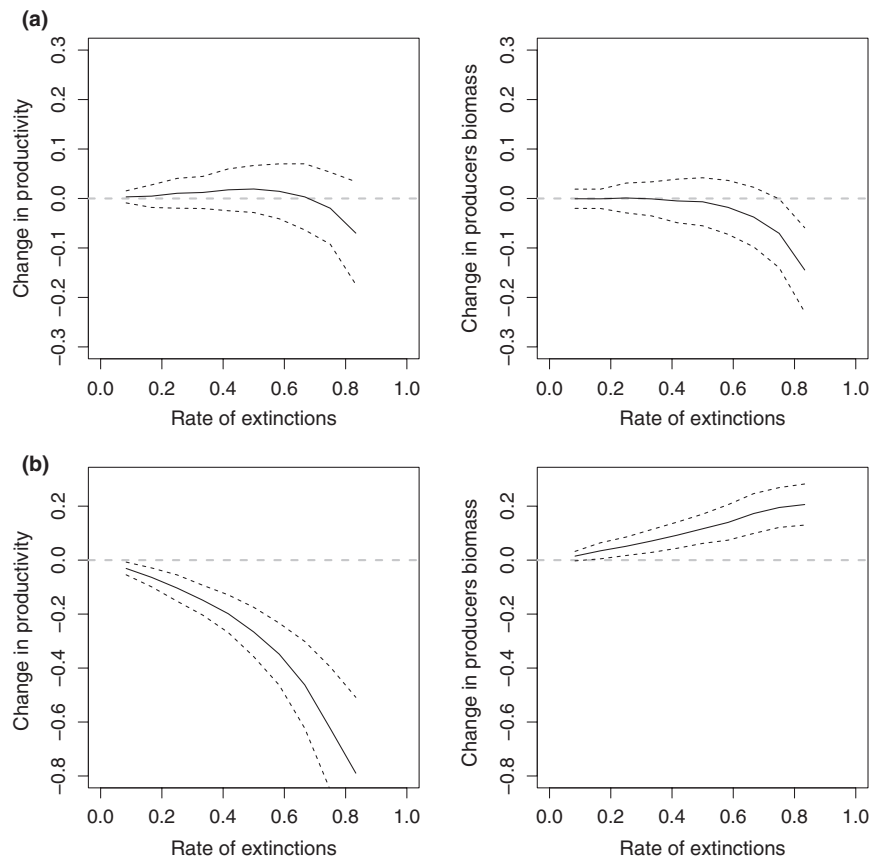 (a)
Change in productivity
0.3
0.2
0.1
0.0
−0.1
−0.2
−0.3
0.0 0.2 0.4 0.6 0.8 1.0
Rate of extinctions
Change in producers biomass
0.3
0.2
0.1
0.0
−0.1
−0.2
−0.3
0.0 0.2 0.4 0.6 0.8 1.0
Rate of extinctions
(b)
Change in productivity
0.2
0.0
−0.2
−0.4
−0.6
−0.8
0.0 0.2 0.4 0.6 0.8 1.0
Rate of extinctions
Change in producers biomass
0.2
0.0
−0.2
0.4
0.6
−0.8
0.0 0.2 0.4 0.6 0.8 1.0
Rate of extinctions